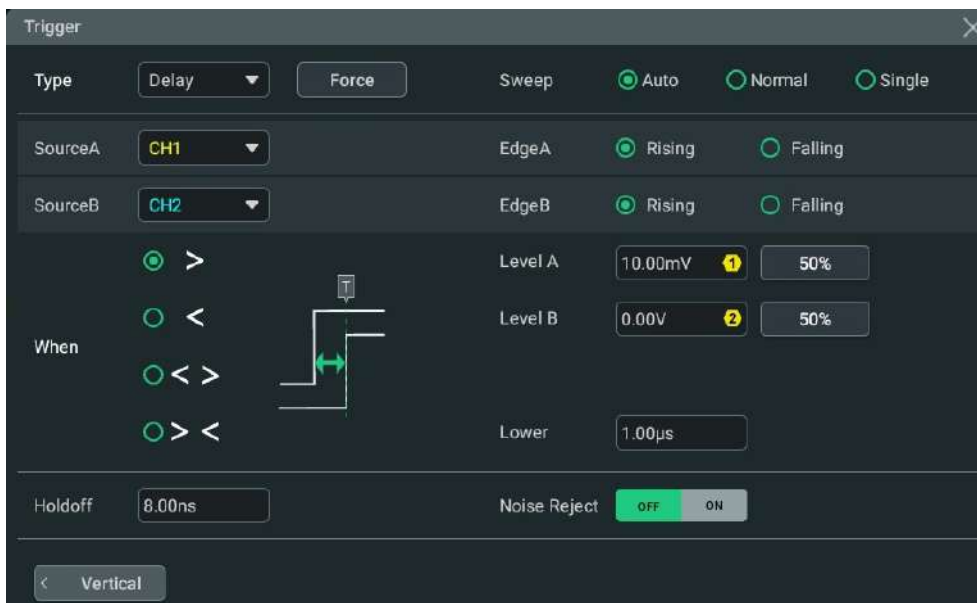 Trigger
Type Delay Force Sweep Auto Normal Single
SourceA CH1 EdgeA Rising Falling
SourceB CH2 EdgeB Rising Falling
When
>
<
< >
> <
T
Level A 10.00mV 1 50%
Level B 0.00V 2 50%
Lower 1.00µs
Holdoff 8.00ns Noise Reject OFF ON
< Vertical